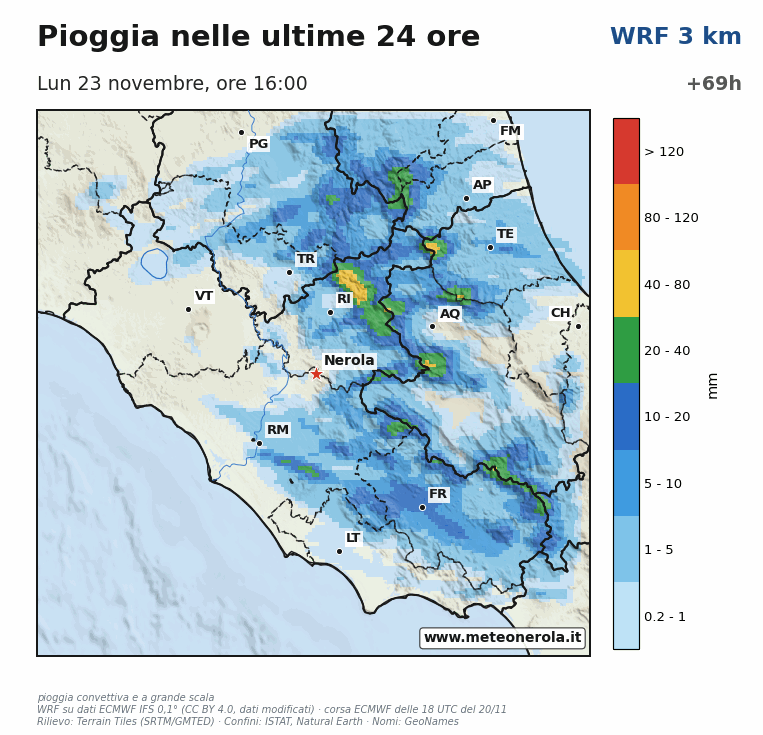 Pioggia nelle ultime 24 ore
WRF 3 km
Lun 23 novembre, ore 16:00
+69h
FM
PG
AP
TE
TR
VT
RI
AQ
CH
Nerola
RM
FR
LT
www.meteonerola.it
> 120
80 - 120
40 - 80
20 - 40
10 - 20
5 - 10
1 - 5
0.2 - 1
mm
pioggia convettiva e a grande scala
WRF su dati ECMWF IFS 0,1° (CC BY 4.0, dati modificati) · corsa ECMWF delle 18 UTC del 20/11
Rilievo: Terrain Tiles (SRTM/GMTED) · Confini: ISTAT, Natural Earth · Nomi: GeoNames